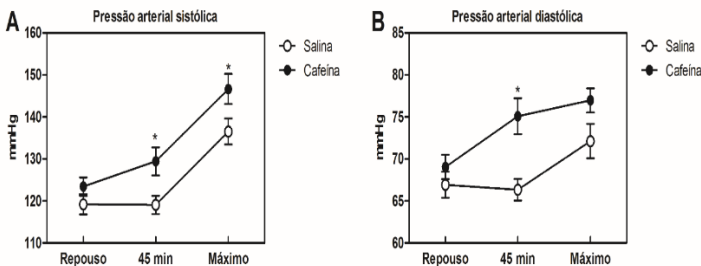 A
Pressão arterial sistólica
160
150
140
130
120
110
mmHg
Repouso 45 min Máximo
Salina
Cafeína
*
*
B
Pressão arterial diastólica
85
80
75
70
65
60
mmHg
Repouso 45 min Máximo
Salina
Cafeína
*